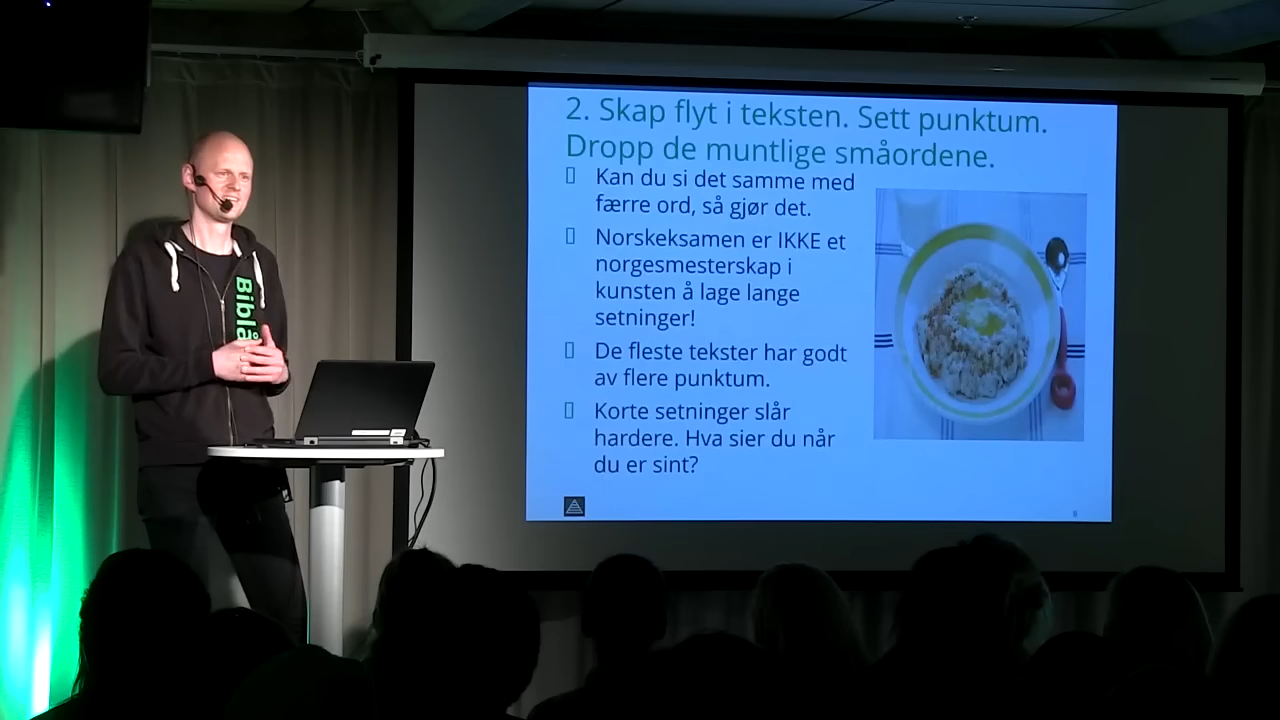 2. Skap flyt i teksten. Sett punktum.
Dropp de muntlige småordene.
Kan du si det samme med
færre ord, så gjør det.
Norskeksamen er IKKE et
norgesmesterskap i
kunsten å lage lange
setninger!
De fleste tekster har godt
av flere punktum.
Korte setninger slår
hardere. Hva sier du når
du er sint?
Biblå